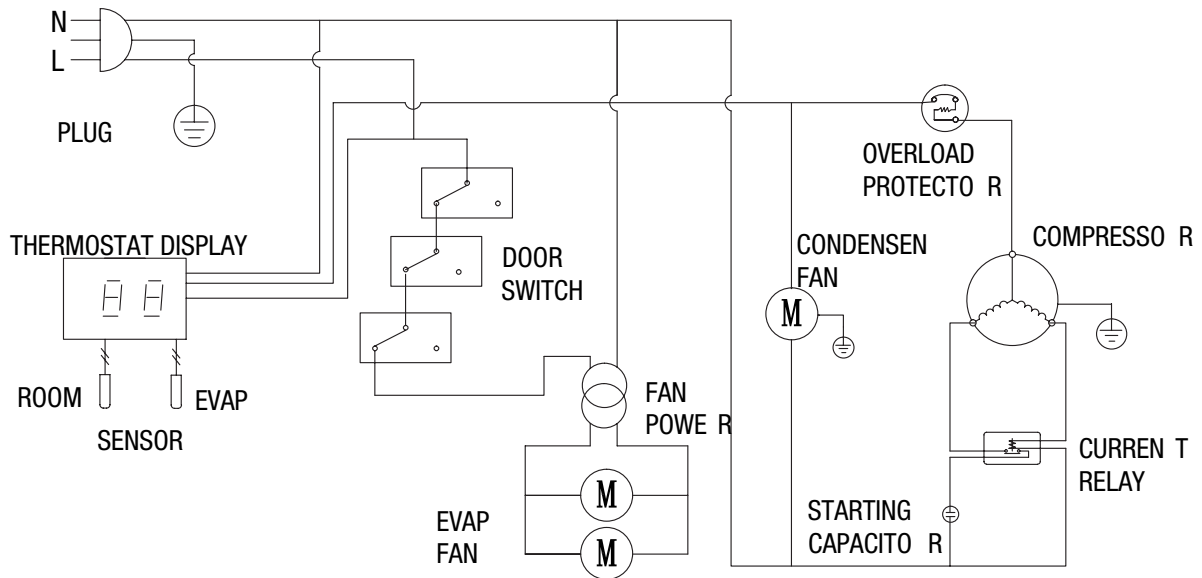 N
L
PLUG
OVERLOAD
PROTECTO R
THERMOSTAT DISPLAY
DOOR
SWITCH
CONDENSEN
FAN
COMPRESSO R
M
ROOM
EVAP
SENSOR
FAN
POWE R
M
EVAP
FAN
M
STARTING
CAPACITO R
CURREN T
RELAY